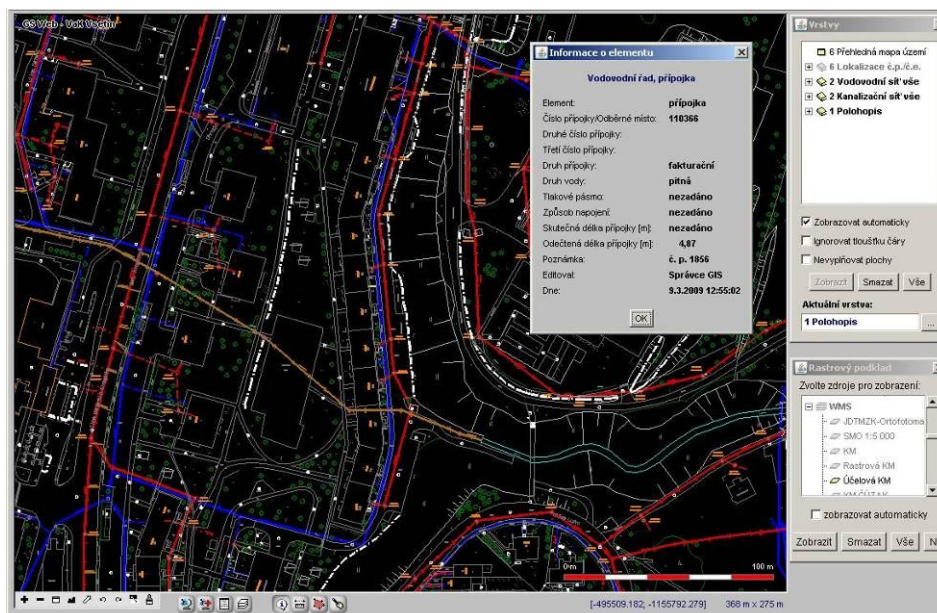 GS Web - VaK Vsetín
Informace o elementu
Vodovodní řad, přípojka
Element: přípojka
Číslo přípojky/Odběrné místo: 110366
Druhé číslo přípojky:
Třetí číslo přípojky:
Druh přípojky: fakturační
Druh vody: pitná
Tlakové pásmo: nezadáno
Způsob napojení: nezadáno
Skutečná délka přípojky [m]: nezadáno
Odečtená délka přípojky [m]: 4,87
Poznámka: č. p. 1856
Editoval: Správce GIS
Dne: 9.3.2009 12:55:02
OK
Vrstvy
6 Přehledná mapa území
6 Lokalizace č.p./č.e.
2 Vodovodní síť vše
2 Kanalizační síť vše
1 Polohopis
Zobrazovat automaticky
Ignorovat tloušťku čáry
Nevyplňovat plochy
Zobrazit Smazat Vše
Aktuální vrstva:
1 Polohopis ...
Rastrový podklad
Zvolte zdroje pro zobrazení:
WMS
JDTMZK-Ortofotoma
SMO 1:5 000
KM
Rastrová KM
Účelová KM
KM ČÚZAK
zobrazovat automaticky
Zobrazit Smazat Vše N
0 m 100 m
[-495509.182; -1155792.279] 368 m x 275 m